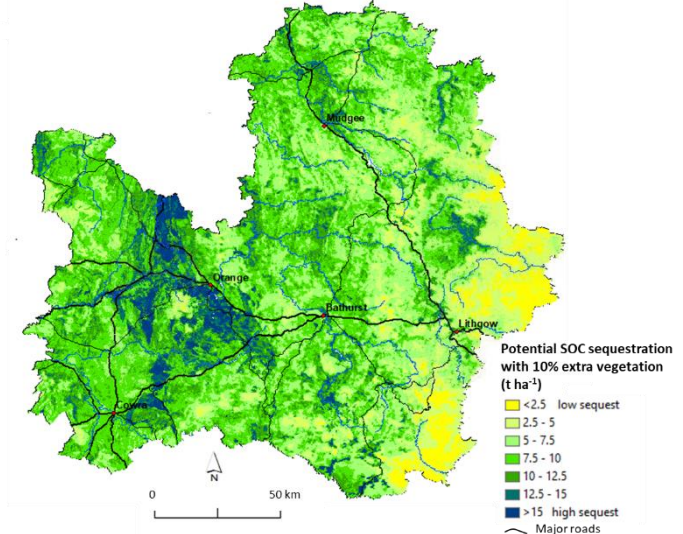 Mudgee
Orange
Bathurst
Lithgow
Cowra
N
0 50 km
Potential SOC sequestration
with 10% extra vegetation
(t ha-1)
<2.5 low sequest
2.5 - 5
5 - 7.5
7.5 - 10
10 - 12.5
12.5 - 15
>15 high sequest
Major roads